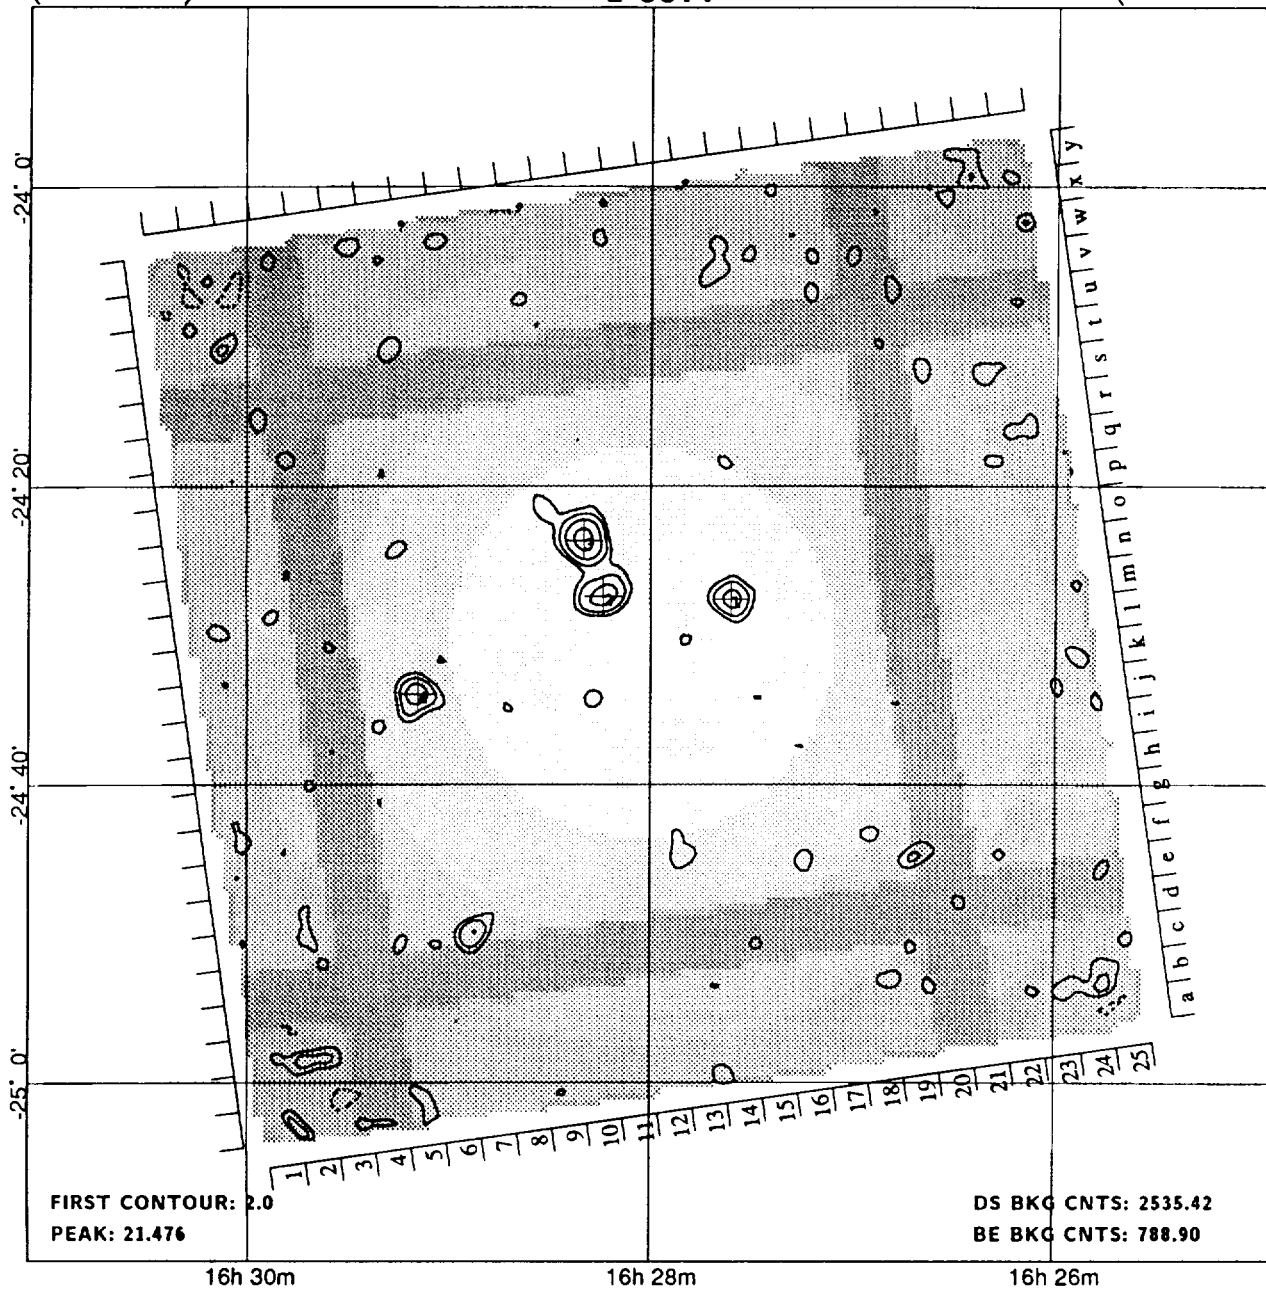 -24° 0'
-24° 20'
-24° 40'
-25° 0'
y
x
w
v
u
t
s
r
q
p
o
n
m
l
k
j
i
h
g
f
e
d
c
b
a
1 2 3 4 5 6 7 8 9 10 11 12 13 14 15 16 17 18 19 20 21 22 23 24 25
FIRST CONTOUR: 2.0
PEAK: 21.476
DS BKG CNTS: 2535.42
BE BKG CNTS: 788.90
16h 30m 16h 28m 16h 26m